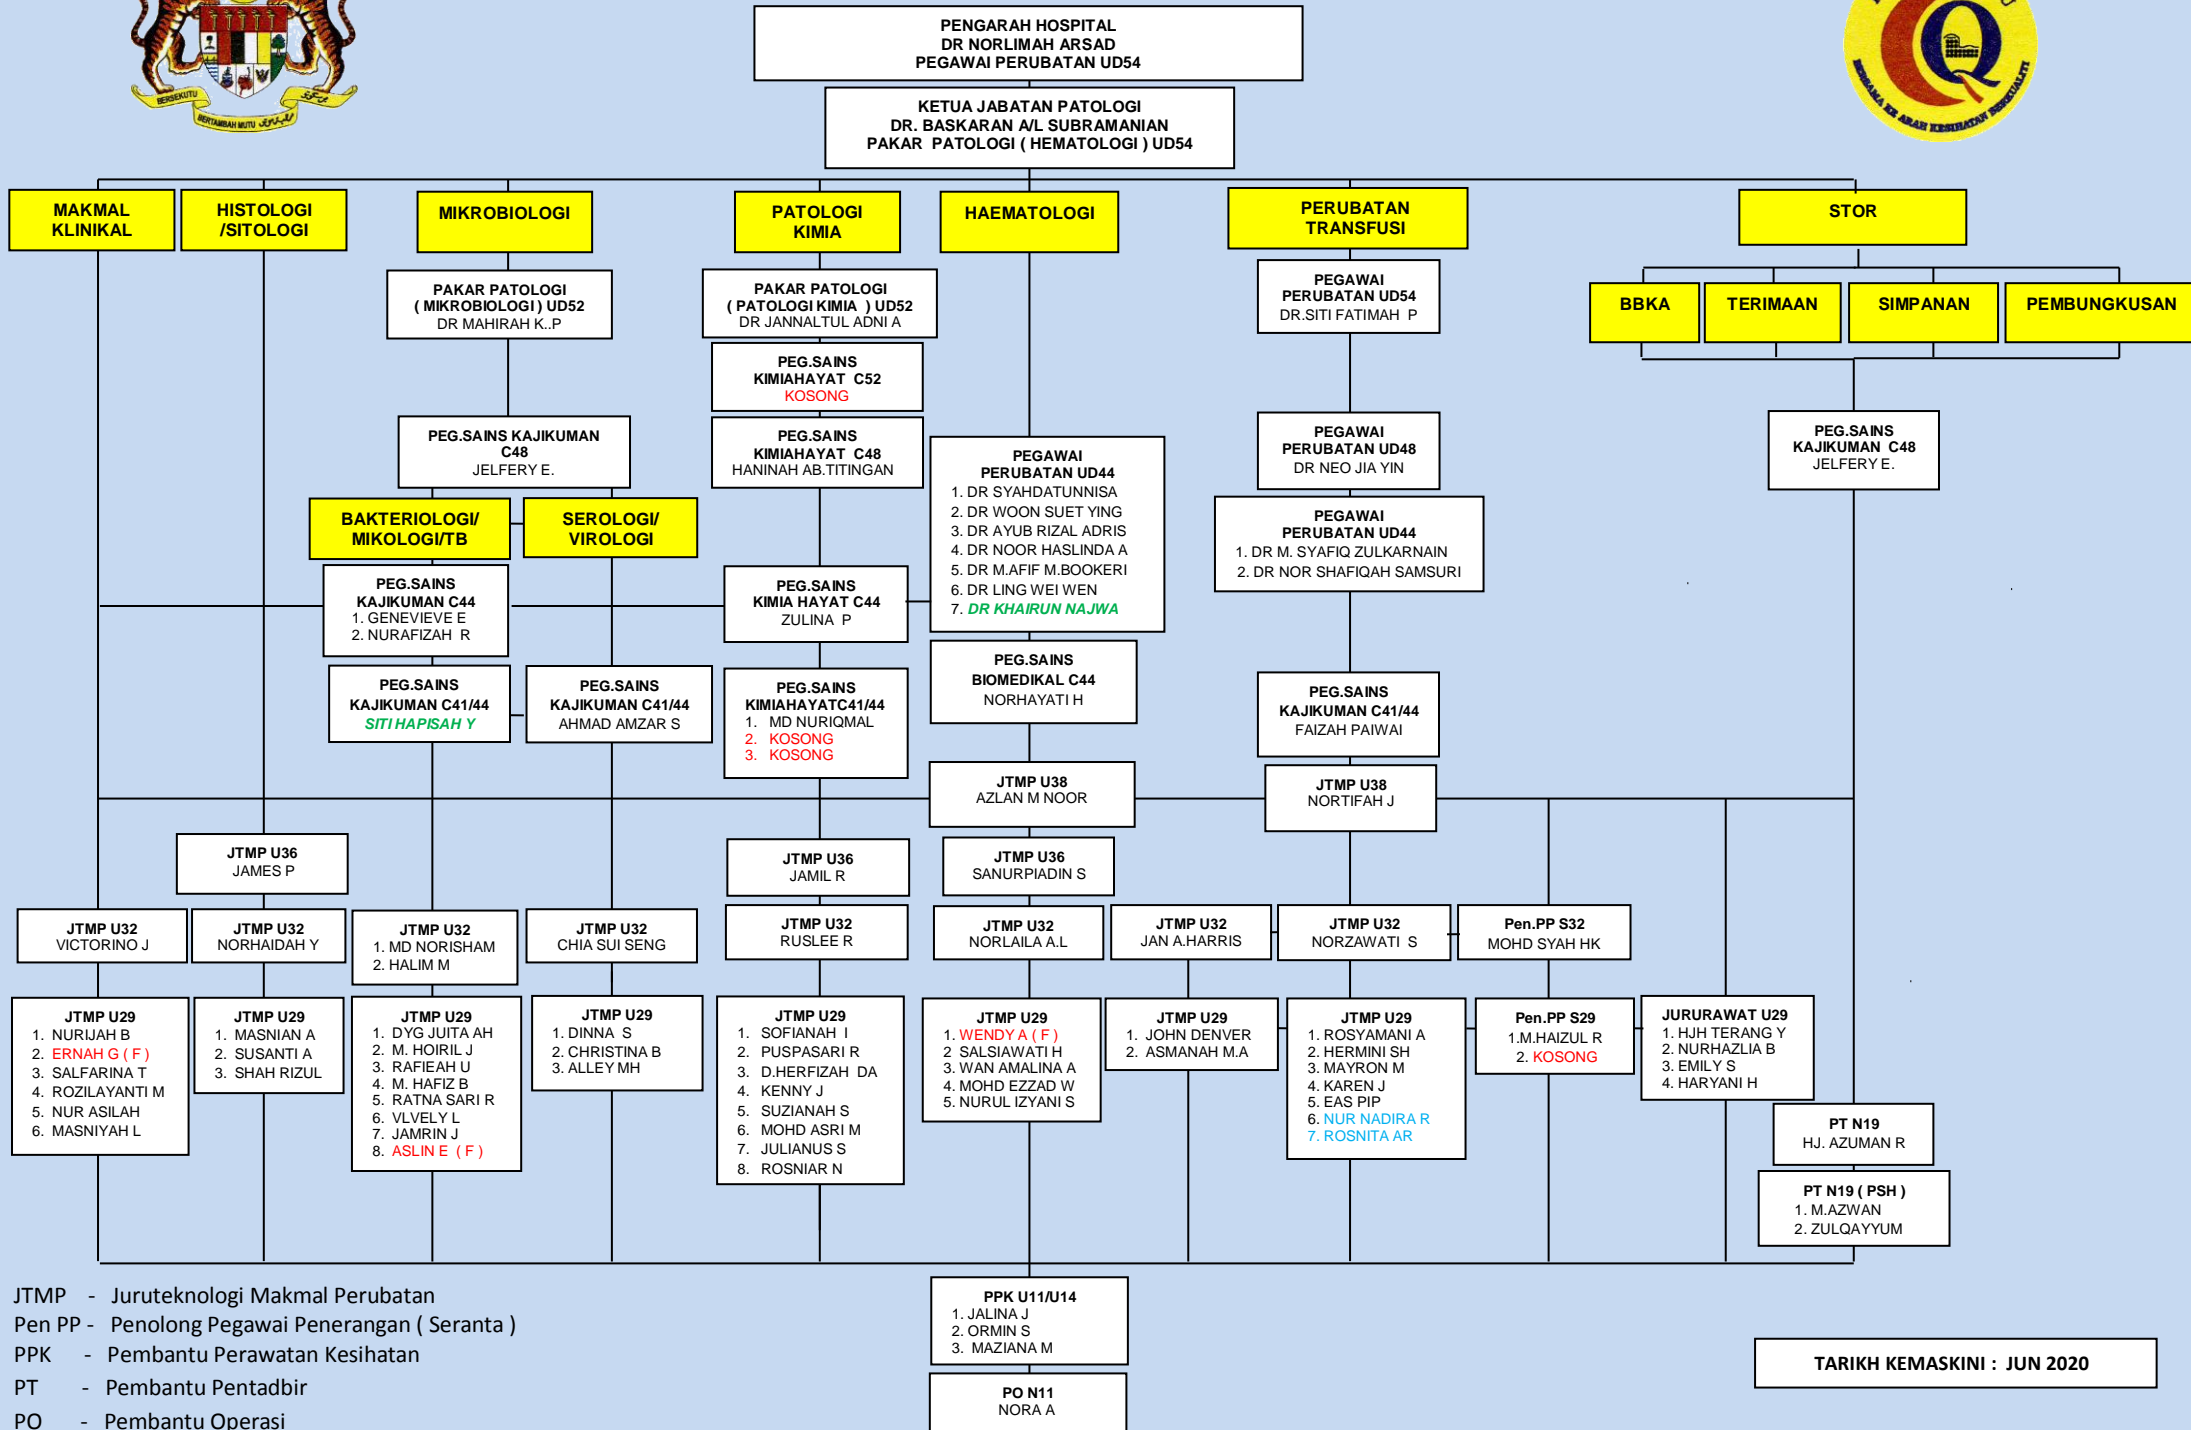 BERSEKUTU
BERTAMBAH MUTU
BERSAMA KE ARAH KESIHATAN BERKUALITI
PENGARAH HOSPITAL
DR NORLIMAH ARSAD
PEGAWAI PERUBATAN UD54
KETUA JABATAN PATOLOGI
DR. BASKARAN A/L SUBRAMANIAN
PAKAR PATOLOGI ( HEMATOLOGI ) UD54
MAKMAL
KLINIKAL
HISTOLOGI
/SITOLOGI
MIKROBIOLOGI
PATOLOGI
KIMIA
HAEMATOLOGI
PERUBATAN
TRANSFUSI
STOR
BBKA
TERIMAAN
SIMPANAN
PEMBUNGKUSAN
PAKAR PATOLOGI
( MIKROBIOLOGI ) UD52
DR MAHIRAH K..P
PAKAR PATOLOGI
( PATOLOGI KIMIA ) UD52
DR JANNALTUL ADNI A
PEGAWAI
PERUBATAN UD54
DR.SITI FATIMAH P
PEG.SAINS
KIMIAHAYAT C52
KOSONG
PEG.SAINS KAJIKUMAN
C48
JELFERY E.
PEG.SAINS
KIMIAHAYAT C48
HANINAH AB.TITINGAN
PEGAWAI
PERUBATAN UD44
1. DR SYAHDATUNNISA
2. DR WOON SUET YING
3. DR AYUB RIZAL ADRIS
4. DR NOOR HASLINDA A
5. DR M.AFIF M.BOOKERI
6. DR LING WEI WEN
7. DR KHAIRUN NAJWA
PEGAWAI
PERUBATAN UD48
DR NEO JIA YIN
PEG.SAINS
KAJIKUMAN C48
JELFERY E.
BAKTERIOLOGI/
MIKOLOGI/TB
SEROLOGI/
VIROLOGI
PEGAWAI
PERUBATAN UD44
1. DR M. SYAFIQ ZULKARNAIN
2. DR NOR SHAFIQAH SAMSURI
PEG.SAINS
KAJIKUMAN C44
1. GENEVIEVE E
2. NURAFIZAH R
PEG.SAINS
KIMIA HAYAT C44
ZULINA P
PEG.SAINS
KAJIKUMAN C41/44
SITI HAPISAH Y
PEG.SAINS
KAJIKUMAN C41/44
AHMAD AMZAR S
PEG.SAINS
KIMIAHAYATC41/44
1. MD NURIQMAL
2. KOSONG
3. KOSONG
PEG.SAINS
BIOMEDIKAL C44
NORHAYATI H
PEG.SAINS
KAJIKUMAN C41/44
FAIZAH PAIWAI
JTMP U38
AZLAN M NOOR
JTMP U38
NORTIFAH J
JTMP U36
JAMES P
JTMP U36
JAMIL R
JTMP U36
SANURPIADIN S
JTMP U32
VICTORINO J
JTMP U32
NORHAIDAH Y
JTMP U32
1. MD NORISHAM
2. HALIM M
JTMP U32
CHIA SUI SENG
JTMP U32
RUSLEE R
JTMP U32
NORLAILA A.L
JTMP U32
JAN A.HARRIS
JTMP U32
NORZAWATI S
Pen.PP S32
MOHD SYAH HK
JTMP U29
1. NURIJAH B
2. ERNAH G ( F )
3. SALFARINA T
4. ROZILAYANTI M
5. NUR ASILAH
6. MASNIYAH L
JTMP U29
1. MASNIAN A
2. SUSANTI A
3. SHAH RIZUL
JTMP U29
1. DYG JUITA AH
2. M. HOIRIL J
3. RAFIEAH U
4. M. HAFIZ B
5. RATNA SARI R
6. VLVELY L
7. JAMRIN J
8. ASLIN E ( F )
JTMP U29
1. DINNA S
2. CHRISTINA B
3. ALLEY MH
JTMP U29
1. SOFIANAH I
2. PUSPASARI R
3. D.HERFIZAH DA
4. KENNY J
5. SUZIANAH S
6. MOHD ASRI M
7. JULIANUS S
8. ROSNIAR N
JTMP U29
1. WENDY A ( F )
2 SALSIAWATI H
3. WAN AMALINA A
4. MOHD EZZAD W
5. NURUL IZYANI S
JTMP U29
1. JOHN DENVER
2. ASMANAH M.A
JTMP U29
1. ROSYAMANI A
2. HERMINI SH
3. MAYRON M
4. KAREN J
5. EAS PIP
6. NUR NADIRA R
7. ROSNITA AR
Pen.PP S29
1.M.HAIZUL R
2. KOSONG
JURURAWAT U29
1. HJH TERANG Y
2. NURHAZLIA B
3. EMILY S
4. HARYANI H
PT N19
HJ. AZUMAN R
PT N19 ( PSH )
1. M.AZWAN
2. ZULQAYYUM
PPK U11/U14
1. JALINA J
2. ORMIN S
3. MAZIANA M
PO N11
NORA A
JTMP - Juruteknologi Makmal Perubatan
Pen PP - Penolong Pegawai Penerangan ( Seranta )
PPK - Pembantu Perawatan Kesihatan
PT - Pembantu Pentadbir
PO - Pembantu Operasi
TARIKH KEMASKINI : JUN 2020